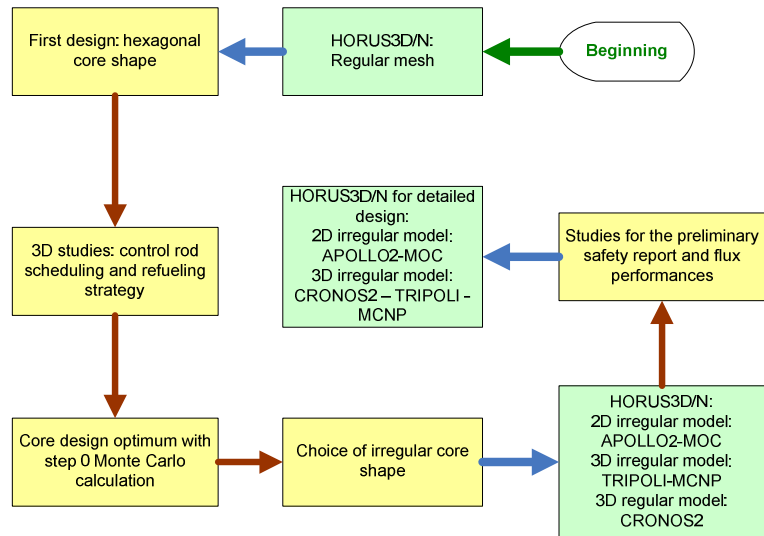 Beginning
HORUS3D/N:
Regular mesh
First design: hexagonal
core shape
3D studies: control rod
scheduling and refueling
strategy
Core design optimum with
step 0 Monte Carlo
calculation
Choice of irregular core
shape
HORUS3D/N:
2D irregular model:
APOLLO2-MOC
3D irregular model:
TRIPOLI-MCNP
3D regular model:
CRONOS2
Studies for the preliminary
safety report and flux
performances
HORUS3D/N for detailed
design:
2D irregular model:
APOLLO2-MOC
3D irregular model:
CRONOS2 – TRIPOLI -
MCNP